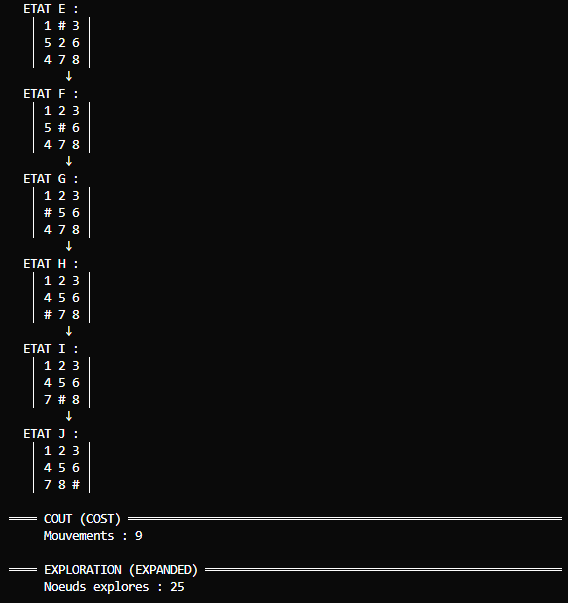 ETAT E :
| 1 # 3 |
| 5 2 6 |
| 4 7 8 |
↓
ETAT F :
| 1 2 3 |
| 5 # 6 |
| 4 7 8 |
↓
ETAT G :
| 1 2 3 |
| # 5 6 |
| 4 7 8 |
↓
ETAT H :
| 1 2 3 |
| 4 5 6 |
| # 7 8 |
↓
ETAT I :
| 1 2 3 |
| 4 5 6 |
| 7 # 8 |
↓
ETAT J :
| 1 2 3 |
| 4 5 6 |
| 7 8 # |
════ COUT (COST) ════
Mouvements : 9
════ EXPLORATION (EXPANDED) ════
Noeuds explores : 25